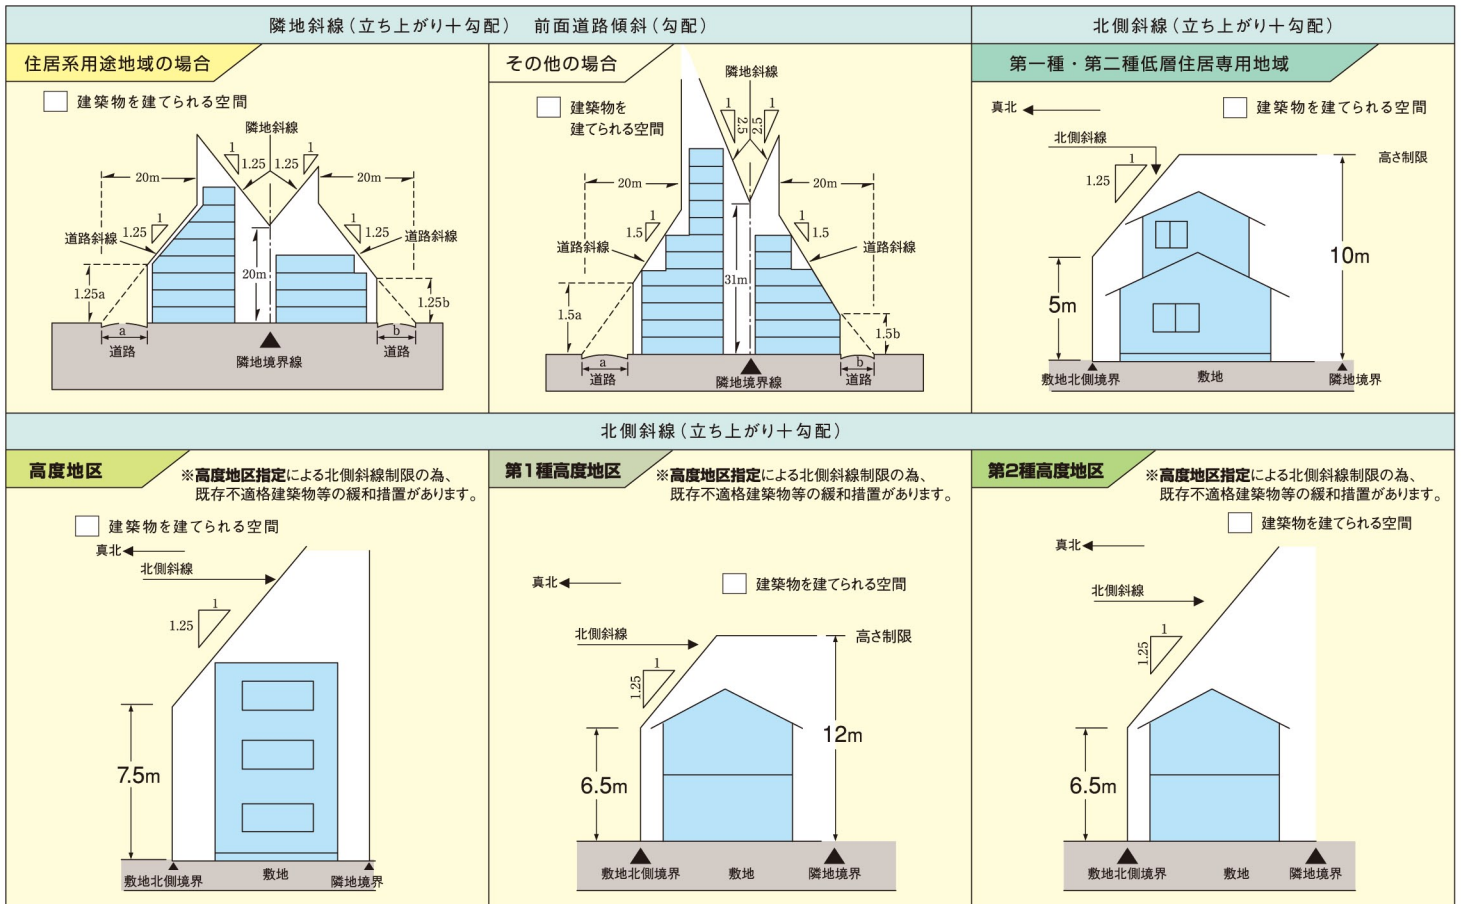 隣地斜線（立ち上がり＋勾配）　前面道路傾斜（勾配）
北側斜線（立ち上がり＋勾配）
住居系用途地域の場合
建築物を建てられる空間
隣地斜線
1
1.25
1.25
1
20m
20m
1
1.25
1
1.25
道路斜線
道路斜線
20m
1.25a
1.25b
a
b
道路
道路
隣地境界線
その他の場合
建築物を
建てられる空間
隣地斜線
1
2.5
2.5
1
20m
20m
1
1.5
1
1.5
道路斜線
道路斜線
31m
1.5a
1.5b
a
b
道路
道路
隣地境界線
第一種・第二種低層住居専用地域
真北
建築物を建てられる空間
北側斜線
高さ制限
1
1.25
10m
5m
敷地北側境界
敷地
隣地境界
北側斜線（立ち上がり＋勾配）
高度地区
※高度地区指定による北側斜線制限の為、
既存不適格建築物等の緩和措置があります。
建築物を建てられる空間
真北
北側斜線
1
1.25
7.5m
敷地北側境界
敷地
隣地境界
第1種高度地区
※高度地区指定による北側斜線制限の為、
既存不適格建築物等の緩和措置があります。
真北
建築物を建てられる空間
北側斜線
高さ制限
1
1.25
12m
6.5m
敷地北側境界
敷地
隣地境界
第2種高度地区
※高度地区指定による北側斜線制限の為、
既存不適格建築物等の緩和措置があります。
建築物を建てられる空間
真北
北側斜線
1
1.25
6.5m
敷地北側境界
敷地
隣地境界